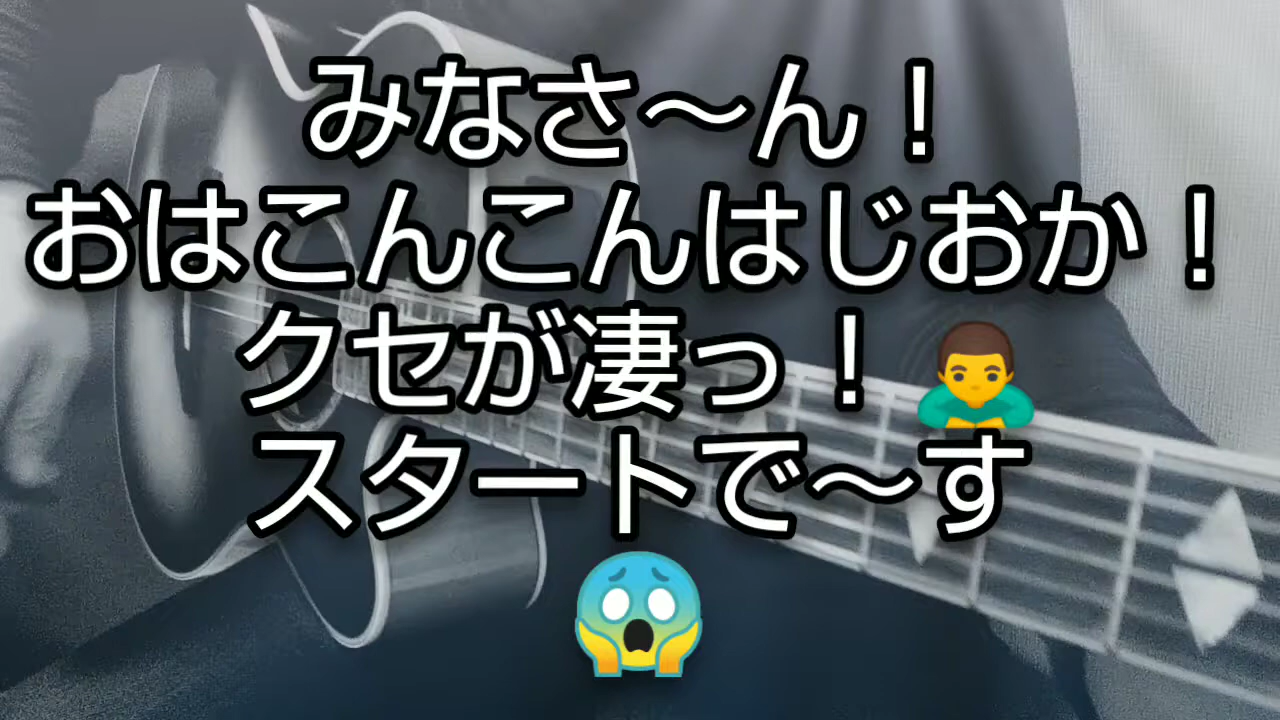 みなさ～ん！
おはこんこんはじおか！
クセが凄っ！🙇‍♂️
スタートで～す
😱